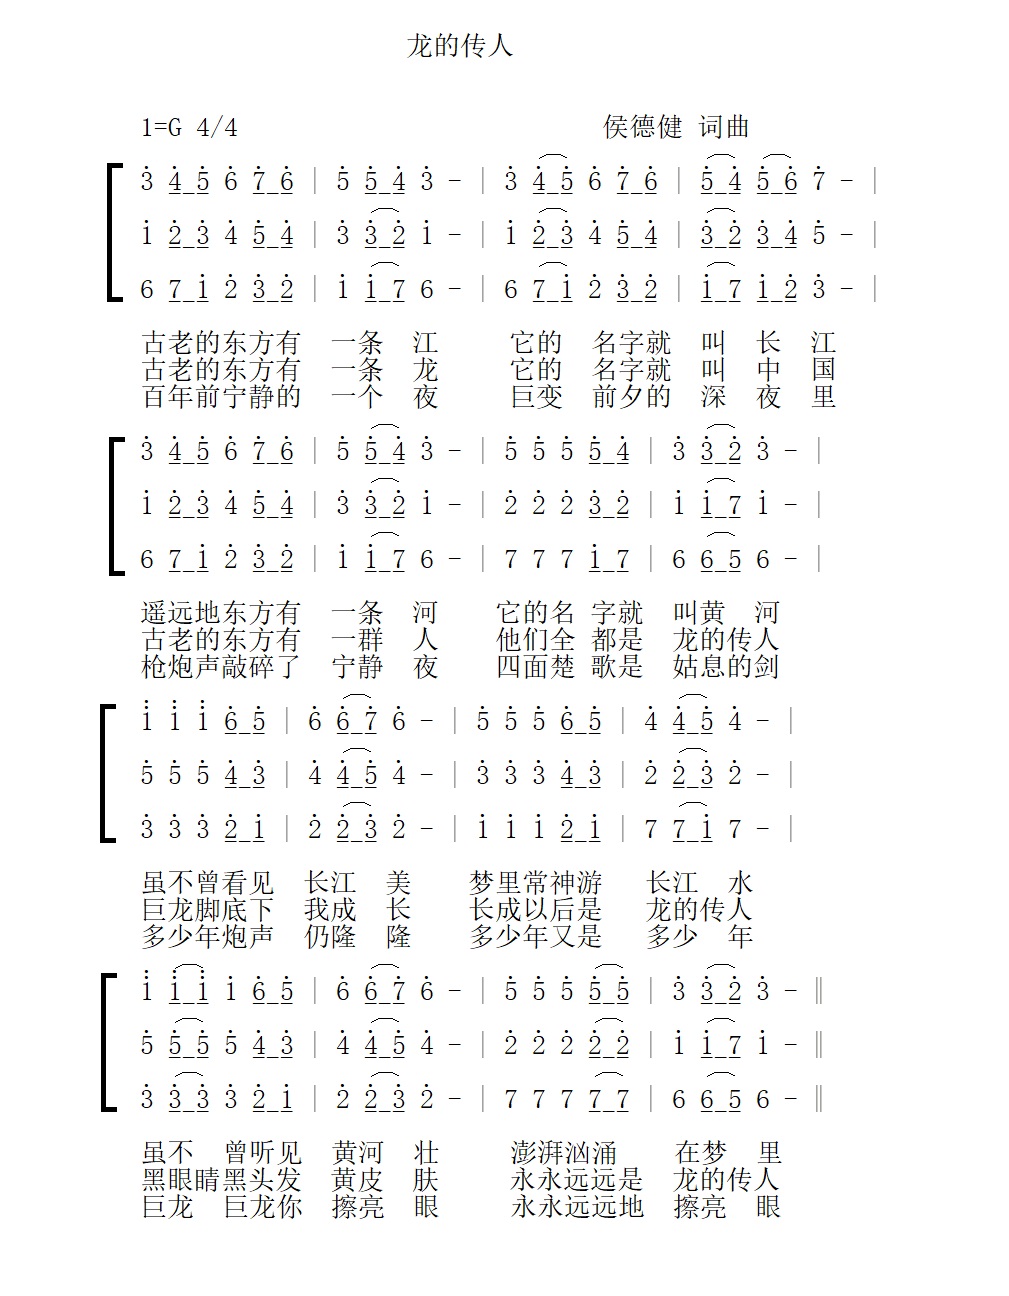 龙的传人
1=G 4/4 侯德健 词曲
3̇ 4̇ 5̇ 6̇ 7̇ 6̇ | 5̇ 5̇ 4̇ 3̇ - | 3̇ 4̇ 5̇ 6̇ 7̇ 6̇ | 5̇ 4̇ 5̇ 6̇ 7̇ - |
1̇ 2̇ 3̇ 4̇ 5̇ 4̇ | 3̇ 3̇ 2̇ 1̇ - | 1̇ 2̇ 3̇ 4̇ 5̇ 4̇ | 3̇ 2̇ 3̇ 4̇ 5̇ - |
6 7 1̇ 2̇ 3̇ 2̇ | 1̇ 1̇ 7 6 - | 6 7 1̇ 2̇ 3̇ 2̇ | 1̇ 7 1̇ 2̇ 3̇ - |
古老的东方有 一条 江 它的 名字就 叫 长 江
古老的东方有 一条 龙 它的 名字就 叫 中 国
百年前宁静的 一个 夜 巨变 前夕的 深 夜 里
3̇ 4̇ 5̇ 6̇ 7̇ 6̇ | 5̇ 5̇ 4̇ 3̇ - | 5̇ 5̇ 5̇ 5̇ 4̇ | 3̇ 3̇ 2̇ 3̇ - |
1̇ 2̇ 3̇ 4̇ 5̇ 4̇ | 3̇ 3̇ 2̇ 1̇ - | 2̇ 2̇ 2̇ 3̇ 2̇ | 1̇ 1̇ 7 1̇ - |
6 7 1̇ 2̇ 3̇ 2̇ | 1̇ 1̇ 7 6 - | 7 7 7 1̇ 7 | 6 6 5 6 - |
遥远地东方有 一条 河 它的名 字就 叫黄 河
古老的东方有 一群 人 他们全 都是 龙的传人
枪炮声敲碎了 宁静 夜 四面楚 歌是 姑息的剑
1̈ 1̈ 1̈ 6̇ 5̇ | 6̇ 6̇ 7̇ 6̇ - | 5̇ 5̇ 5̇ 6̇ 5̇ | 4̇ 4̇ 5̇ 4̇ - |
5̇ 5̇ 5̇ 4̇ 3̇ | 4̇ 4̇ 5̇ 4̇ - | 3̇ 3̇ 3̇ 4̇ 3̇ | 2̇ 2̇ 3̇ 2̇ - |
3̇ 3̇ 3̇ 2̇ 1̇ | 2̇ 2̇ 3̇ 2̇ - | 1̇ 1̇ 1̇ 2̇ 1̇ | 7 7 1̇ 7 - |
虽不曾看见 长江 美 梦里常神游 长江 水
巨龙脚底下 我成 长 长成以后是 龙的传人
多少年炮声 仍隆 隆 多少年又是 多少 年
1̈ 1̈ 1̈ 1̇ 6̇ 5̇ | 6̇ 6̇ 7̇ 6̇ - | 5̇ 5̇ 5̇ 5̇ 5̇ | 3̇ 3̇ 2̇ 3̇ - ‖
5̇ 5̇ 5̇ 5̇ 4̇ 3̇ | 4̇ 4̇ 5̇ 4̇ - | 2̇ 2̇ 2̇ 2̇ 2̇ | 1̇ 1̇ 7 1̇ - ‖
3̇ 3̇ 3̇ 3̇ 2̇ 1̇ | 2̇ 2̇ 3̇ 2̇ - | 7 7 7 7 7 | 6 6 5 6 - ‖
虽不 曾听见 黄河 壮 澎湃汹涌 在梦 里
黑眼睛黑头发 黄皮 肤 永永远远是 龙的传人
巨龙 巨龙你 擦亮 眼 永永远远地 擦亮 眼